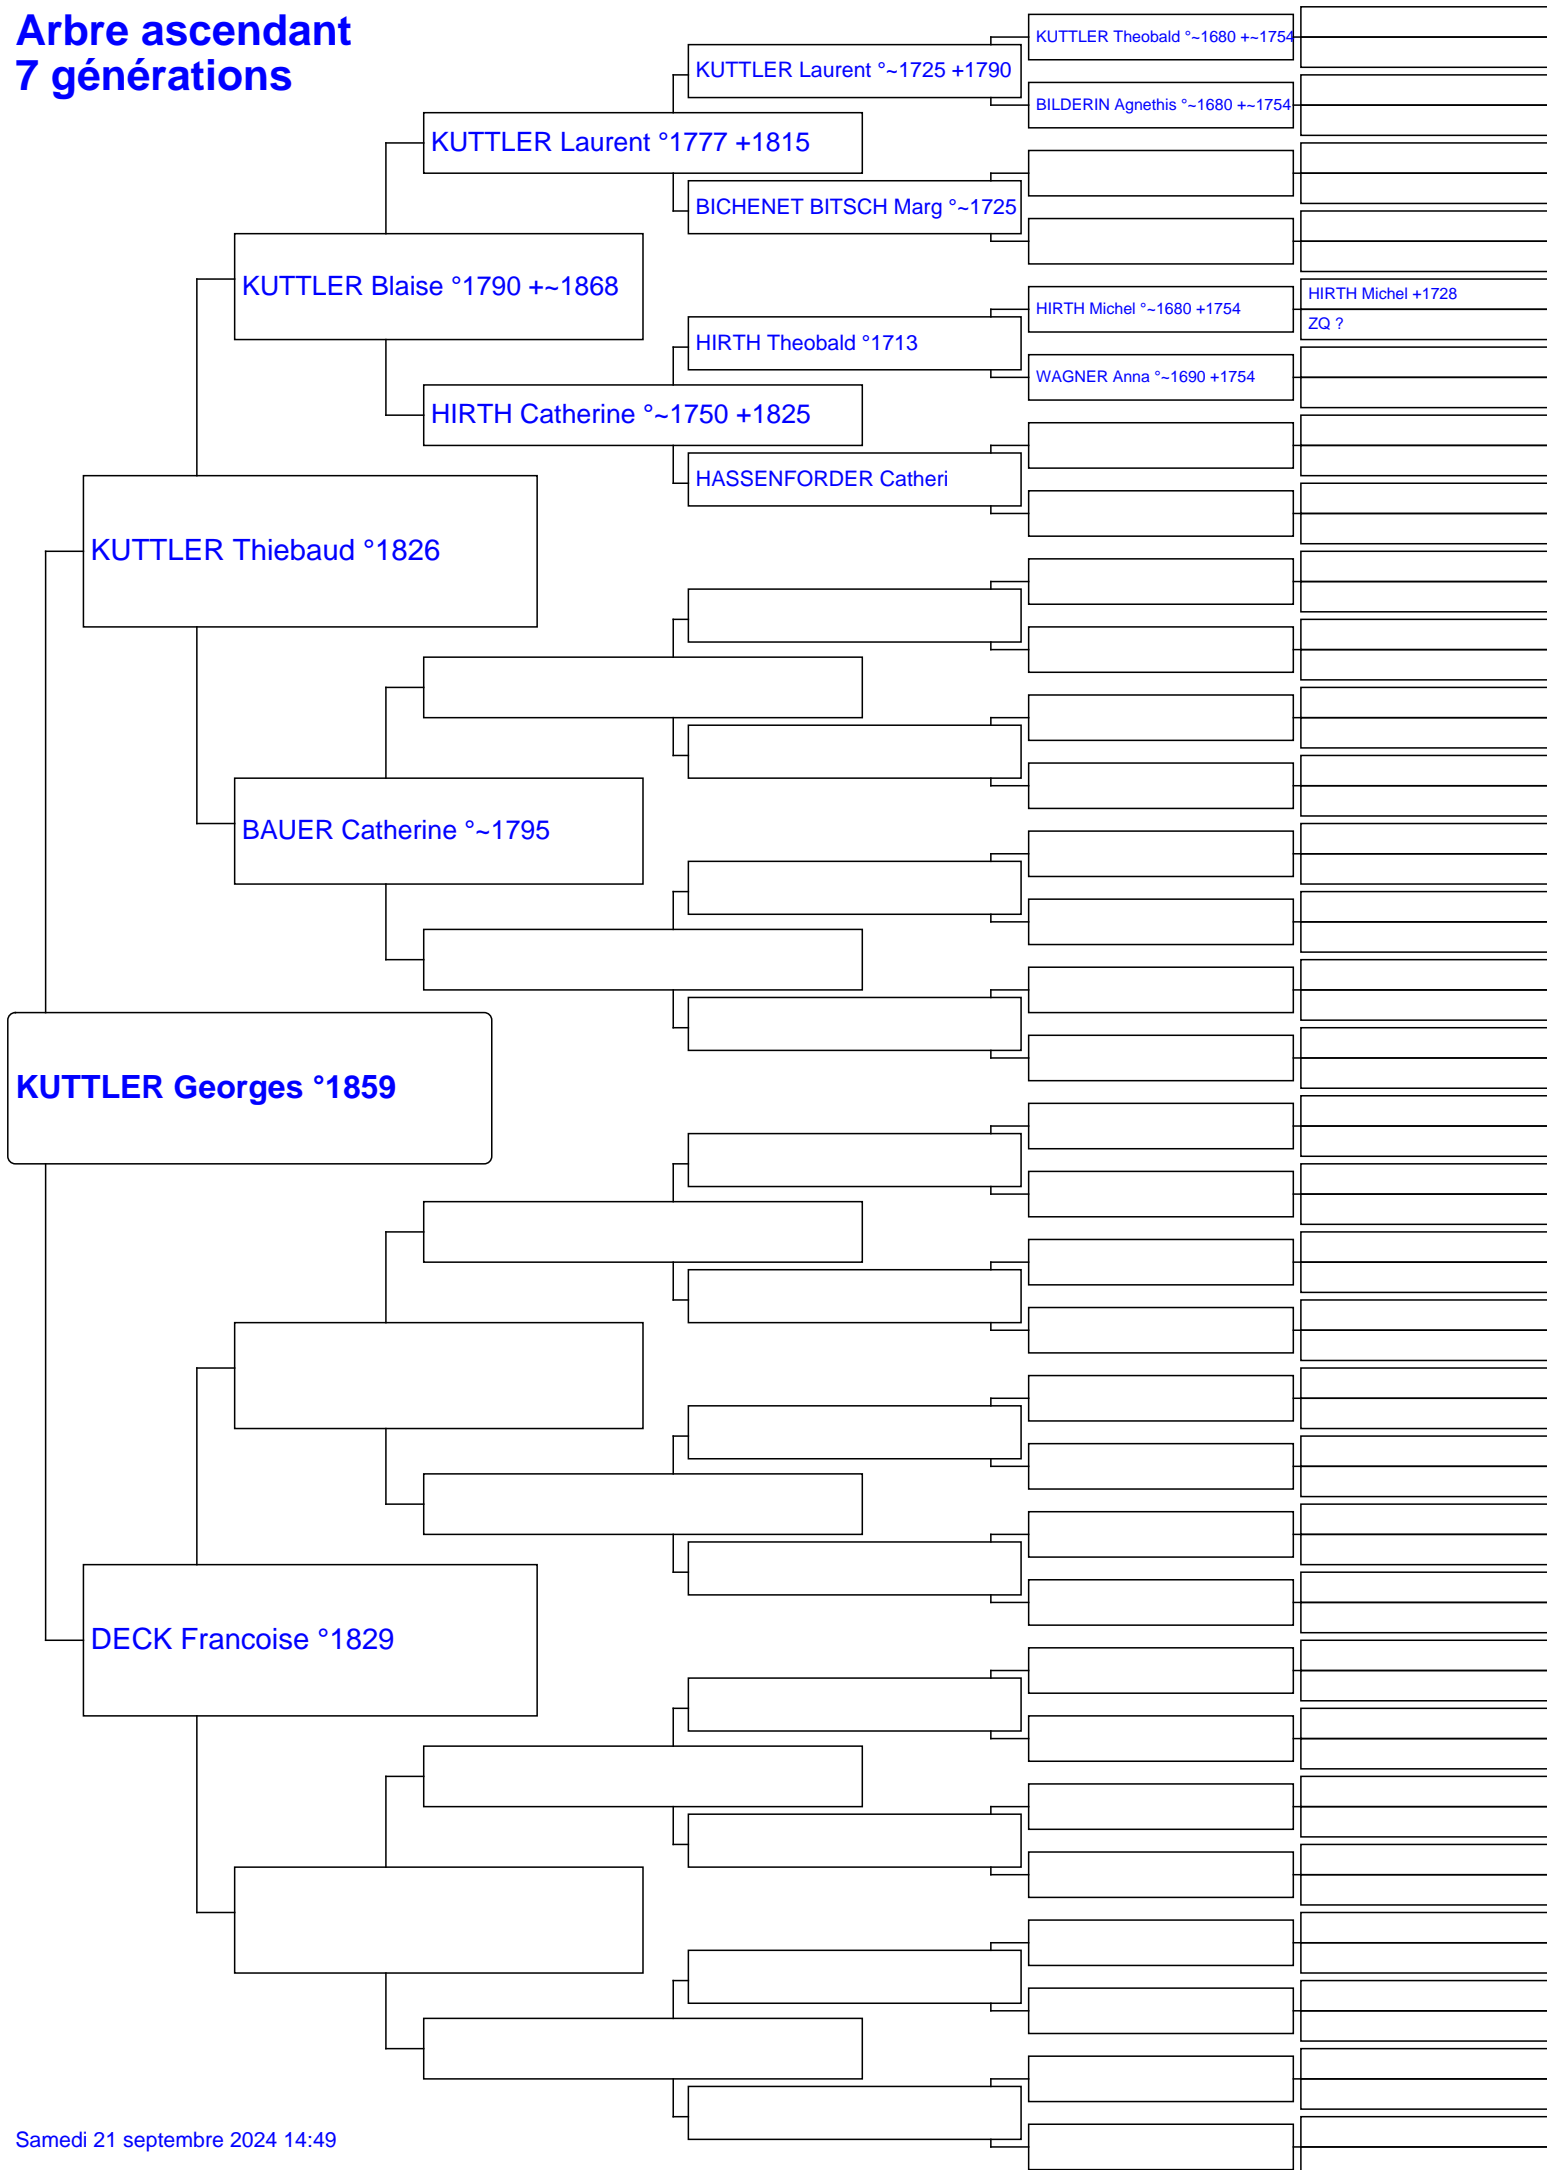 Arbre ascendant
7 générations
KUTTLER Theobald °~1680 +~1754
KUTTLER Laurent °~1725 +1790
BILDERIN Agnethis °~1680 +~1754
KUTTLER Laurent °1777 +1815
BICHENET BITSCH Marg °~1725
KUTTLER Blaise °1790 +~1868
HIRTH Michel °~1680 +1754
HIRTH Michel +1728
ZQ ?
HIRTH Theobald °1713
WAGNER Anna °~1690 +1754
HIRTH Catherine °~1750 +1825
HASSENFORDER Catheri
KUTTLER Thiebaud °1826
BAUER Catherine °~1795
KUTTLER Georges °1859
DECK Francoise °1829
Samedi 21 septembre 2024 14:49